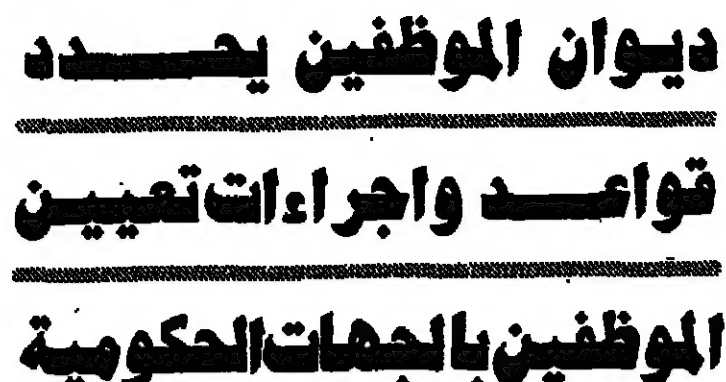 ديوان الموظفين يحدد
قواعد واجراءات تعيين
الموظفين بالجهات الحكومية